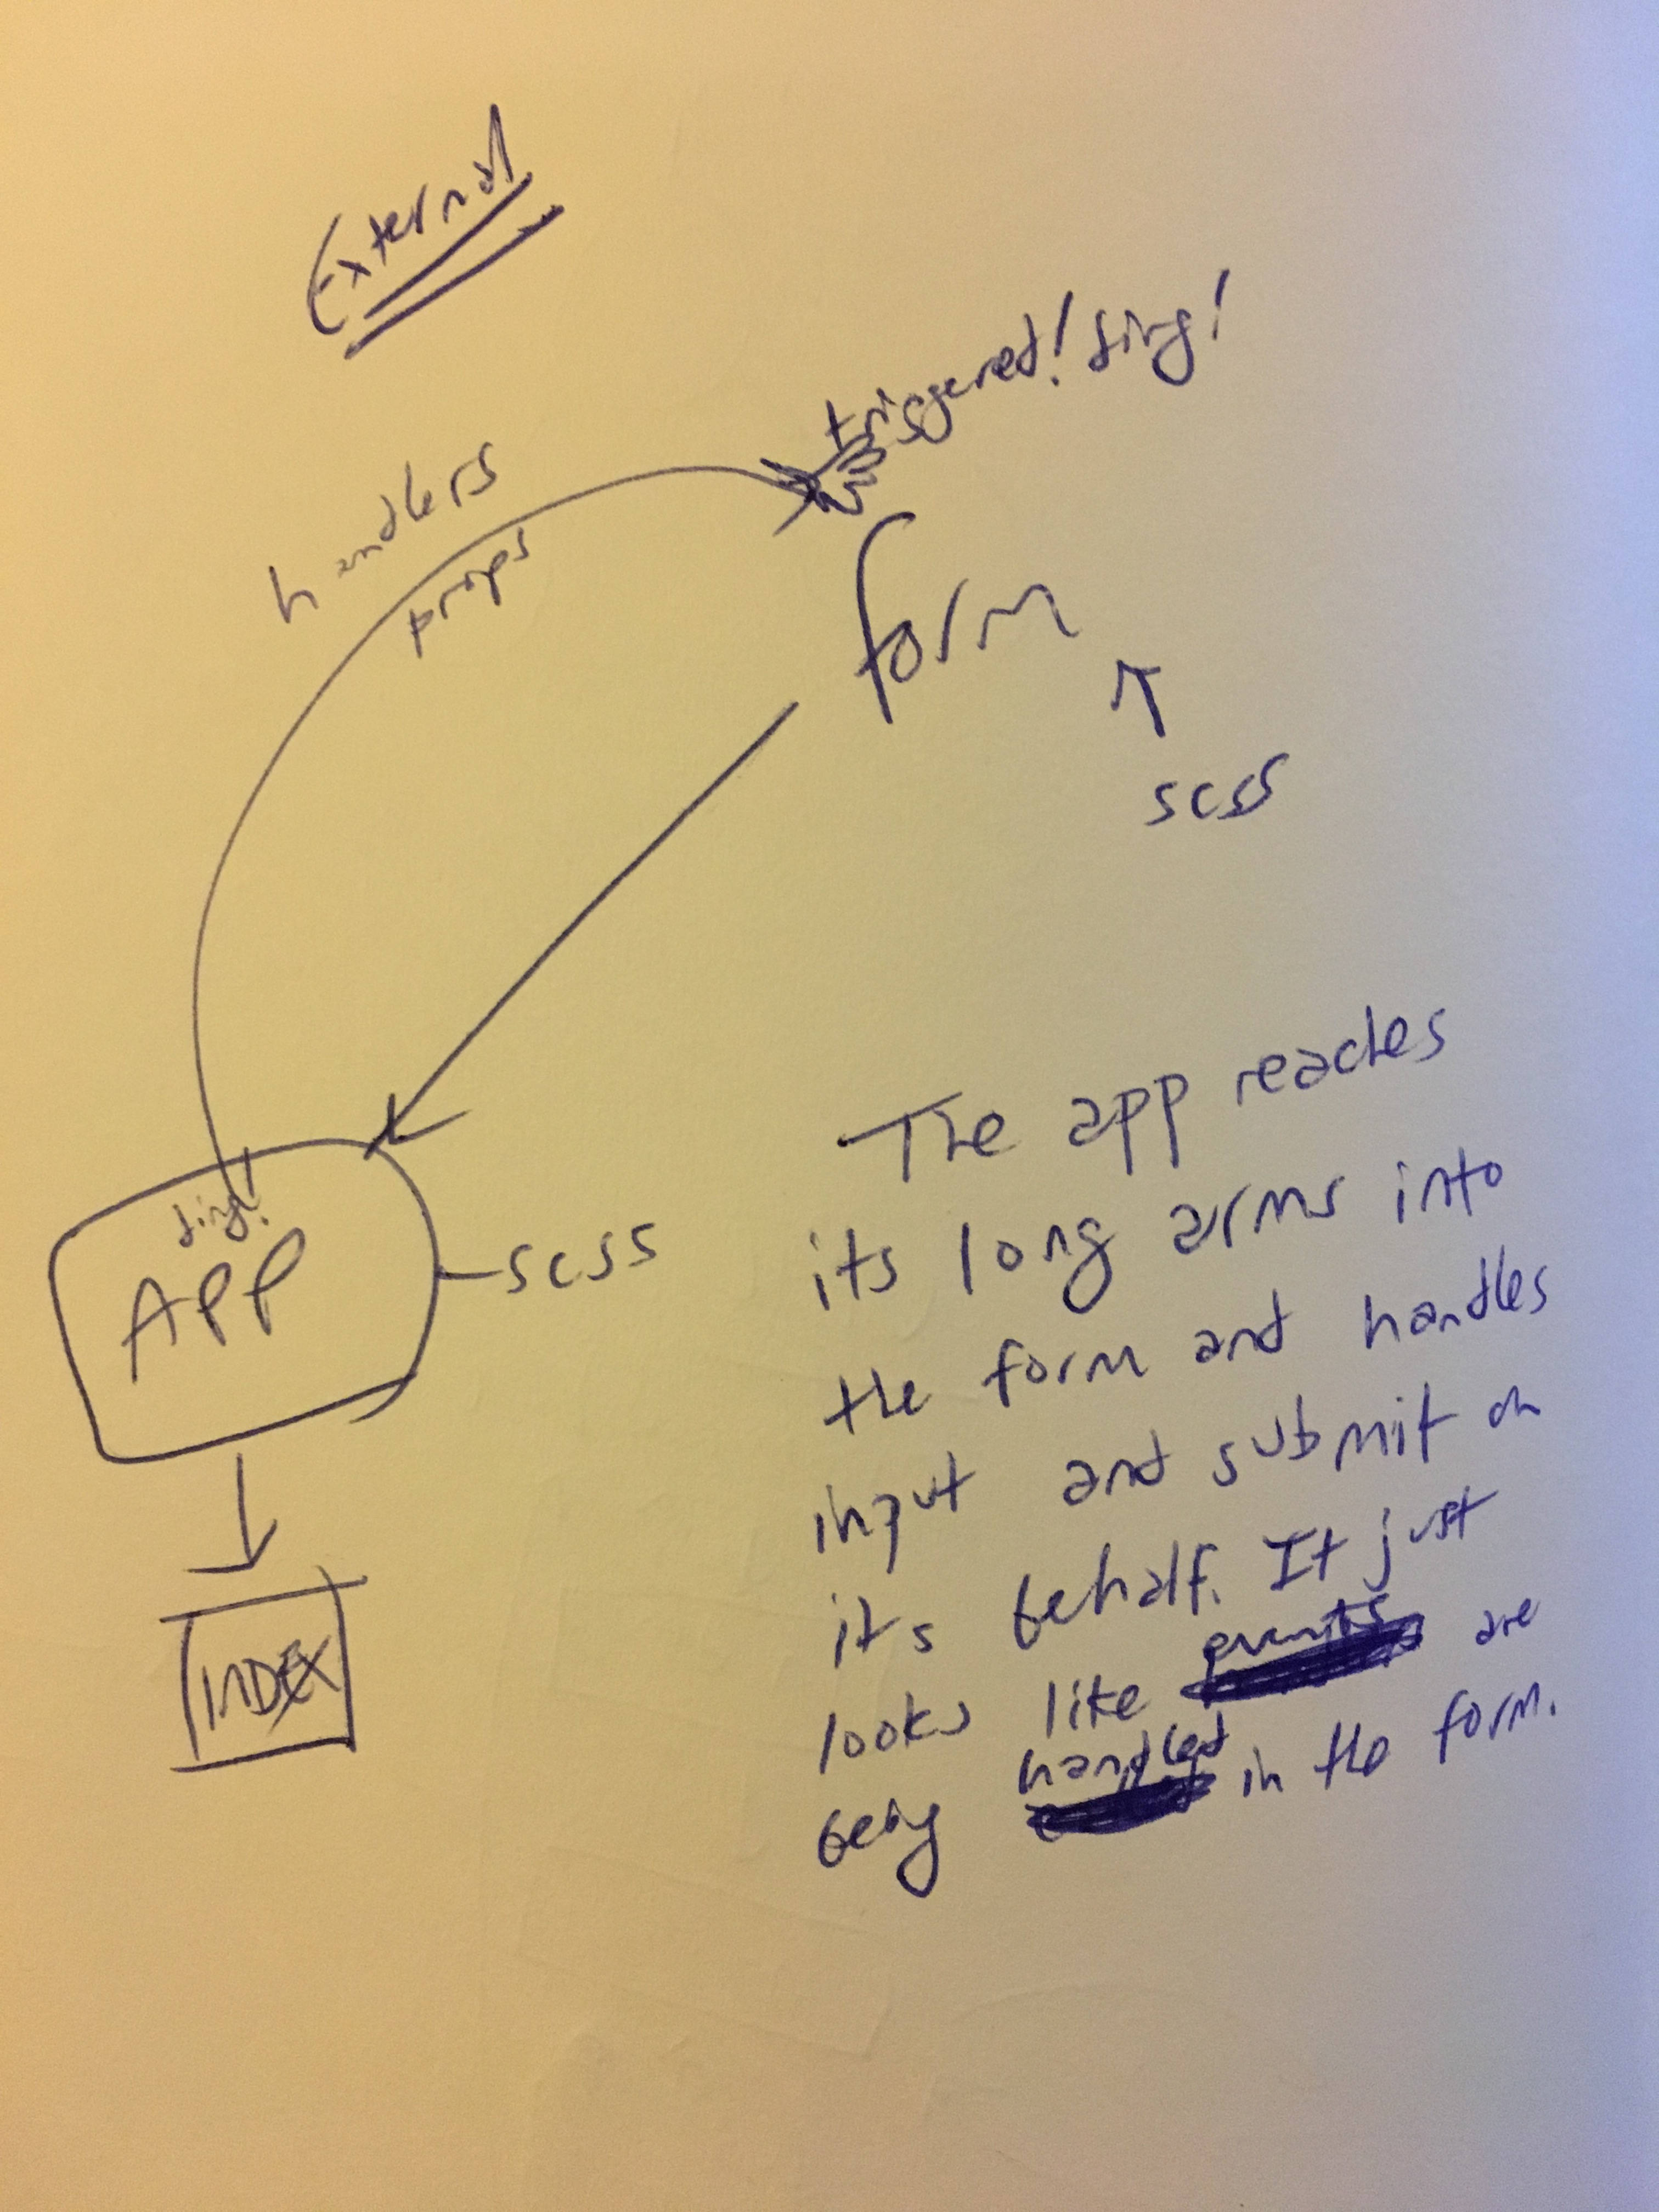 External
triggered! ding!
handlers
props
form
scss
ding!
APP
scss
INDEX
The app reaches
its long arms into
the form and handles
input and submit on
its behalf. It just
looks like events are
being handled in the form.